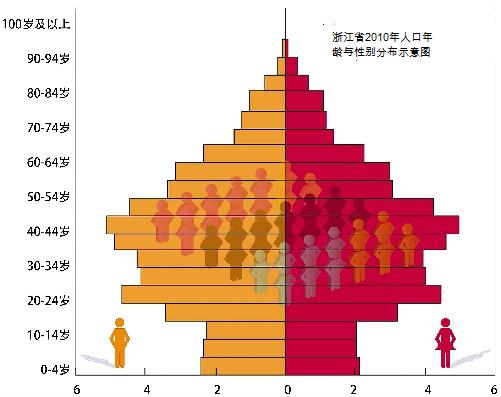 浙江省2010年人口年
龄与性别分布示意图
100岁及以上
90-94岁
80-84岁
70-74岁
60-64岁
50-54岁
40-44岁
30-34岁
20-24岁
10-14岁
0-4岁
6 4 2 0 2 4 6